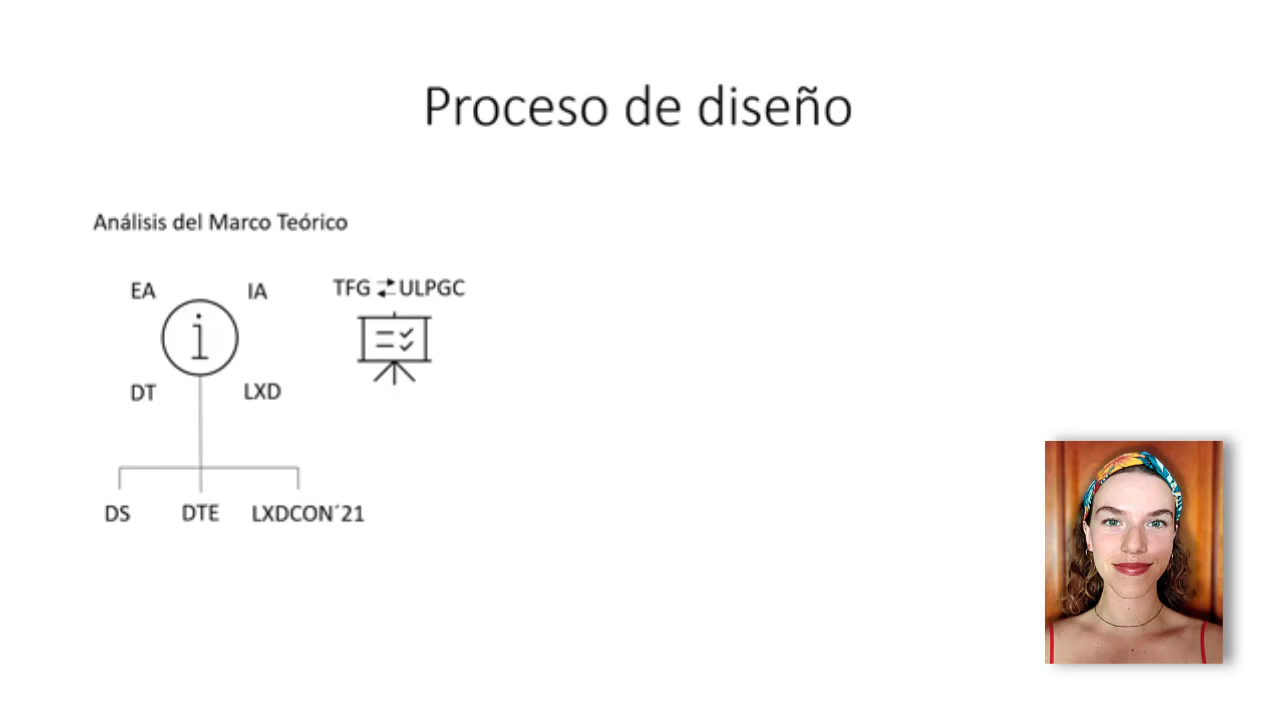 Proceso de diseño
Análisis del Marco Teórico
EA
IA
TFG ⇄ ULPGC
i
DT
LXD
DS
DTE
LXDCON´21